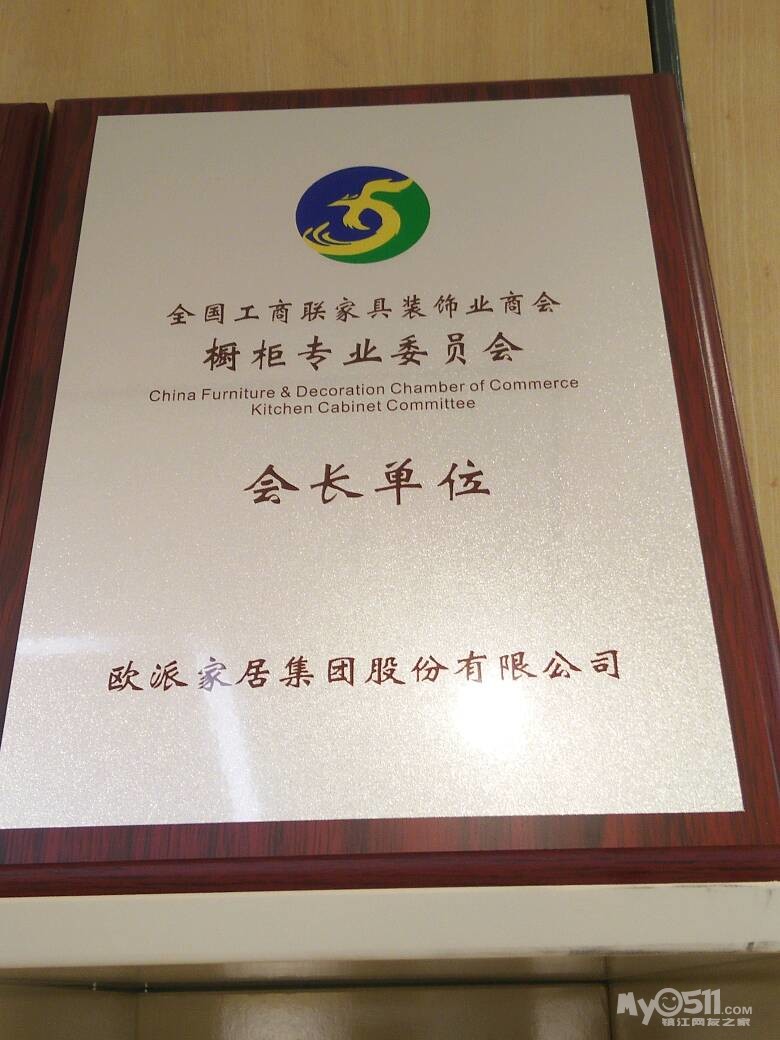 全国工商联家具装饰业商会
橱柜专业委员会
China Furniture & Decoration Chamber of Commerce
Kitchen Cabinet Committee
会长单位
欧派家居集团股份有限公司
My0511.COM
镇江网友之家